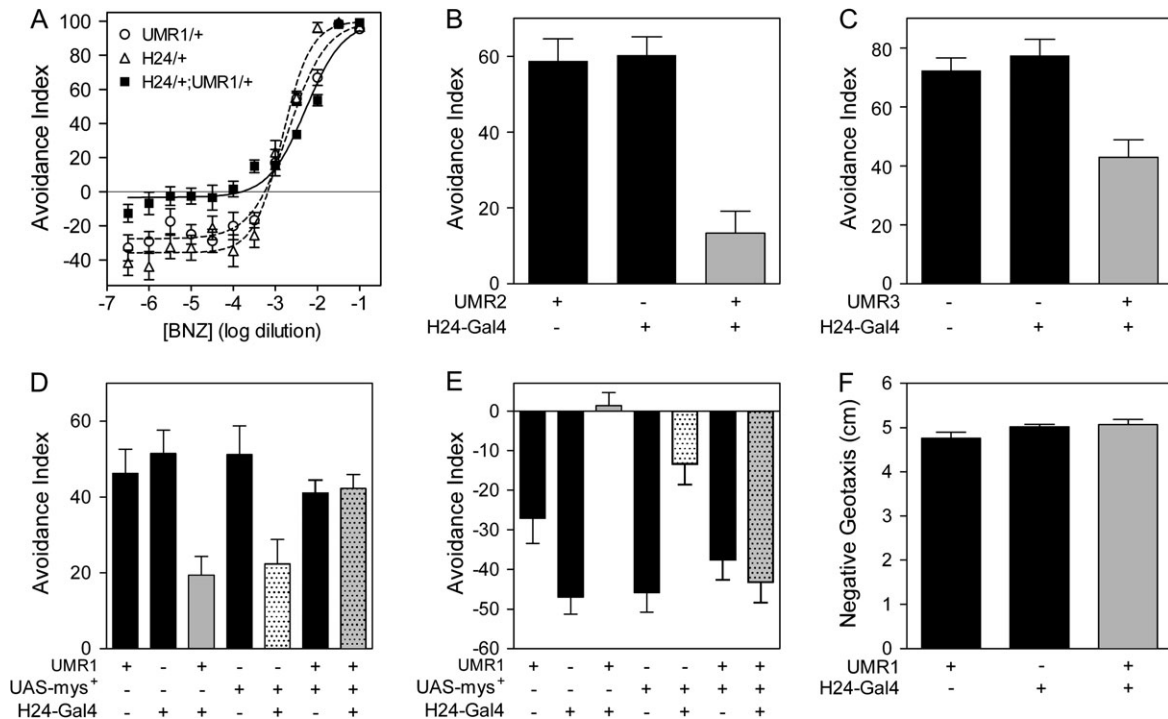 A
UMR1/+
H24/+
H24/+;UMR1/+
Avoidance Index
100
80
60
40
20
0
-20
-40
-7 -6 -5 -4 -3 -2 -1
[BNZ] (log dilution)
B
Avoidance Index
60
40
20
0
UMR2 + - +
H24-Gal4 - + +
C
Avoidance Index
80
60
40
20
0
UMR3 - - +
H24-Gal4 - + +
D
Avoidance Index
60
40
20
0
UMR1 + - + - - + +
UAS-mys+ - - - + + + +
H24-Gal4 - + + - + - +
E
Avoidance Index
0
-10
-20
-30
-40
-50
-60
UMR1 + - + - - + +
UAS-mys+ - - - + + + +
H24-Gal4 - + + - + - +
F
Negative Geotaxis (cm)
6
5
4
3
2
1
0
UMR1 + - +
H24-Gal4 - + +